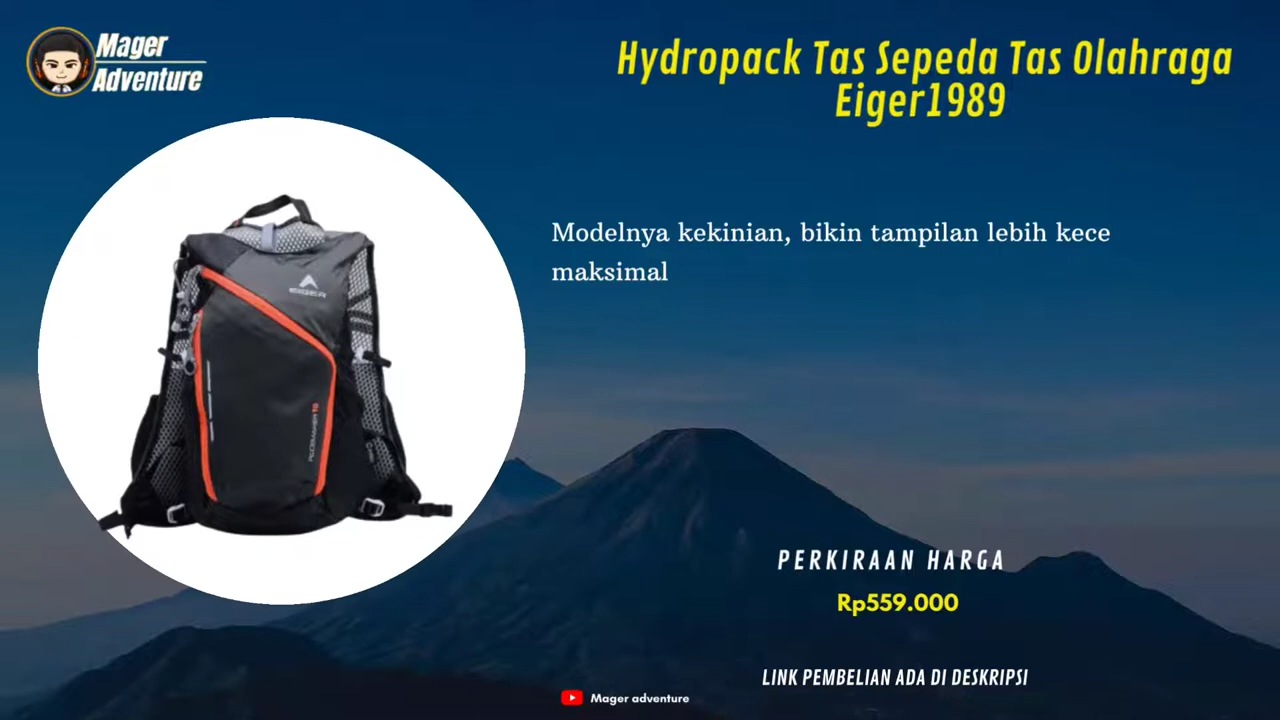 Mager
Adventure
Hydropack Tas Sepeda Tas Olahraga
Eiger1989
Modelnya kekinian, bikin tampilan lebih kece
maksimal
EIGER
PERKIRAAN HARGA
Rp559.000
LINK PEMBELIAN ADA DI DESKRIPSI
Mager adventure